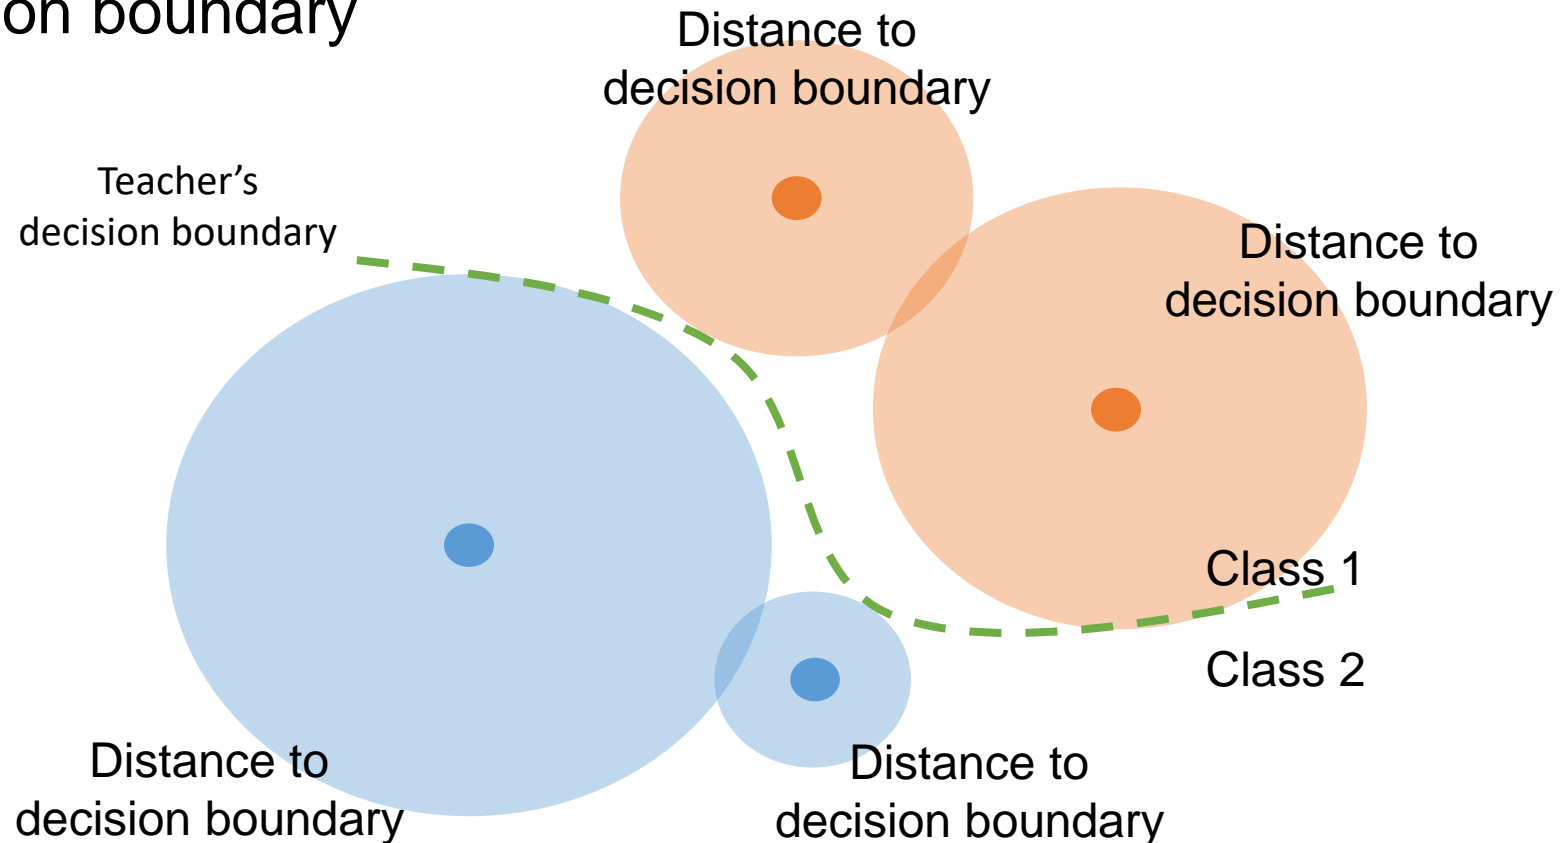 on boundary
Distance to
decision boundary
Teacher’s
decision boundary
Distance to
decision boundary
Class 1
Class 2
Distance to
decision boundary
Distance to
decision boundary